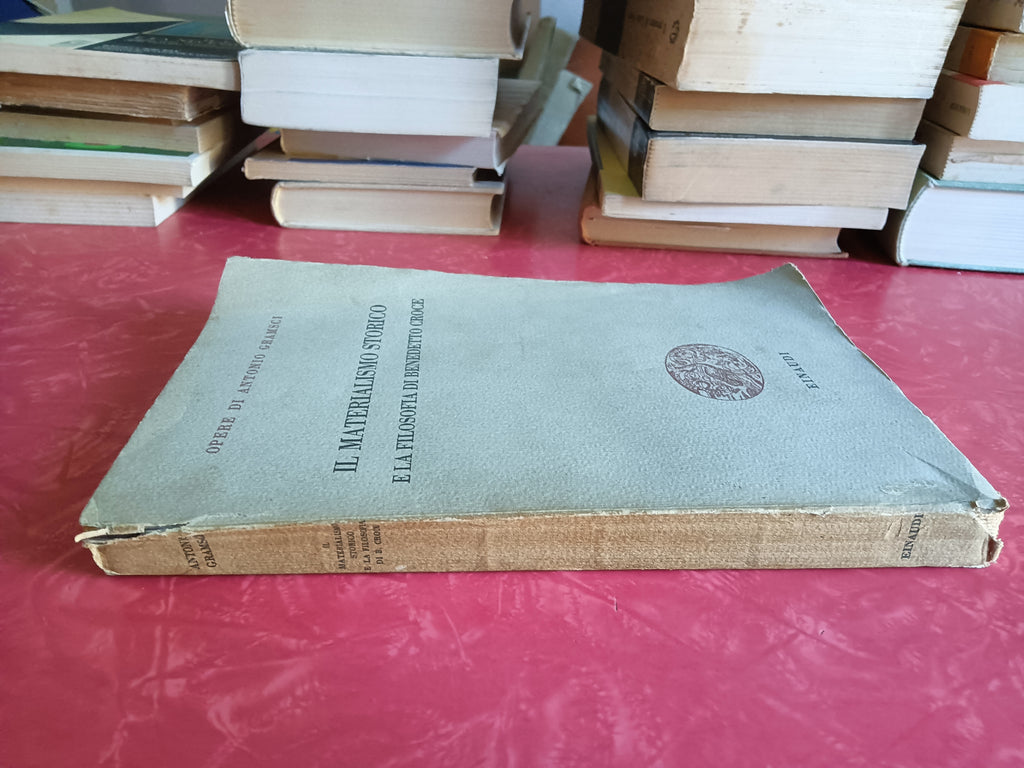 OPERE DI ANTONIO GRAMSCI
IL MATERIALISMO STORICO
E LA FILOSOFIA DI BENEDETTO CROCE
EINAUDI
ANTONIO
GRAMSCI
IL
MATERIALISMO
STORICO
E LA FILOSOFIA
DI B. CROCE
EINAUDI